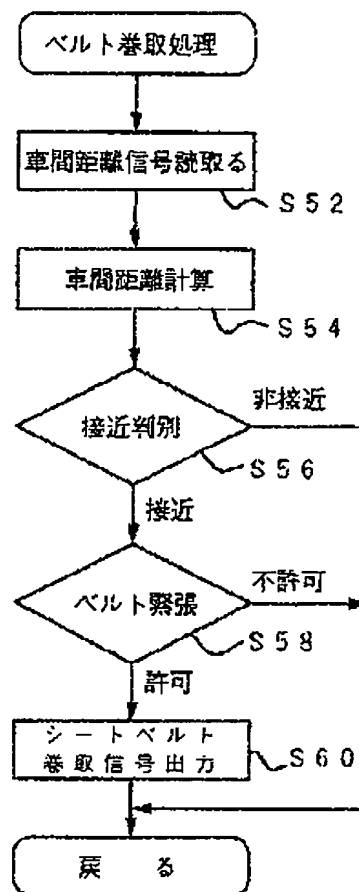 ベルト巻取処理
車間距離信号読取る
S52
車間距離計算
S54
非接近
接近判別
S56
接近
不許可
ベルト緊張
S58
許可
シートベルト
巻取信号出力
S60
戻る